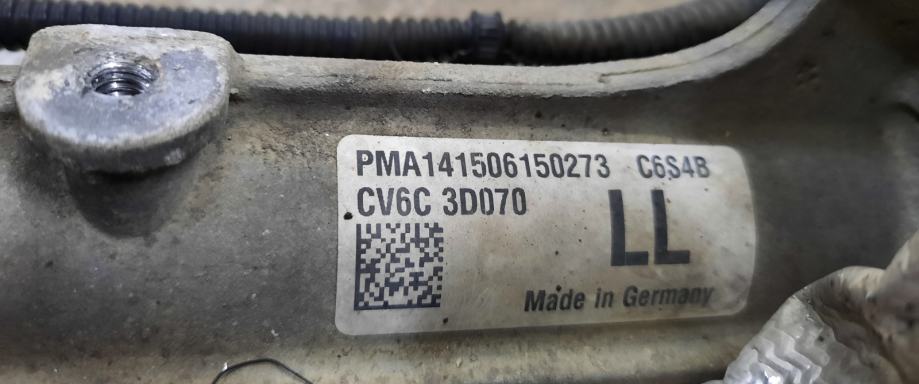 PMA141506150273 C6S4B
CV6C 3D070
LL
Made in Germany